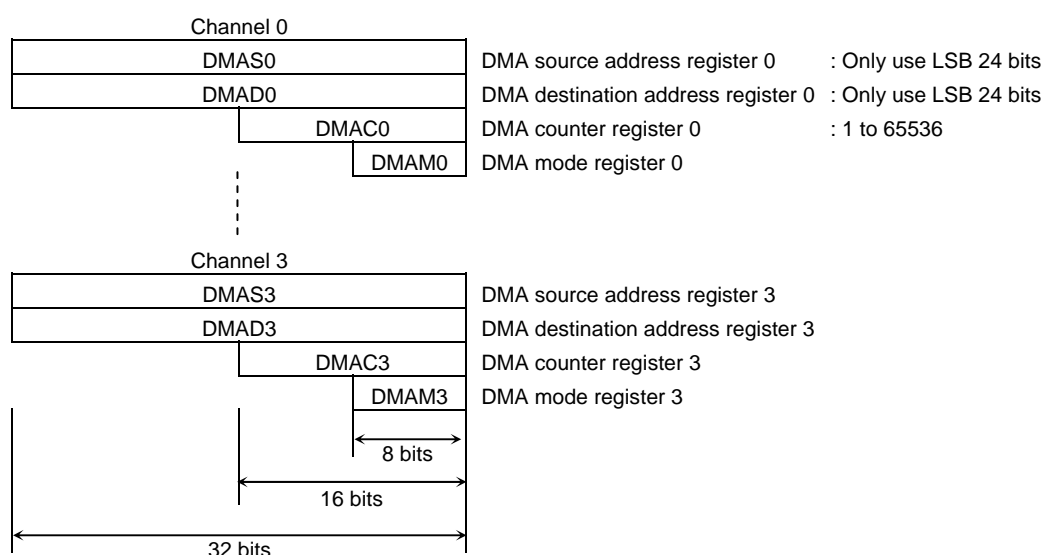 Channel 0
DMAS0 DMA source address register 0 : Only use LSB 24 bits
DMAD0 DMA destination address register 0 : Only use LSB 24 bits
DMAC0 DMA counter register 0 : 1 to 65536
DMAM0 DMA mode register 0
Channel 3
DMAS3 DMA source address register 3
DMAD3 DMA destination address register 3
DMAC3 DMA counter register 3
DMAM3 DMA mode register 3
8 bits
16 bits
32 bits